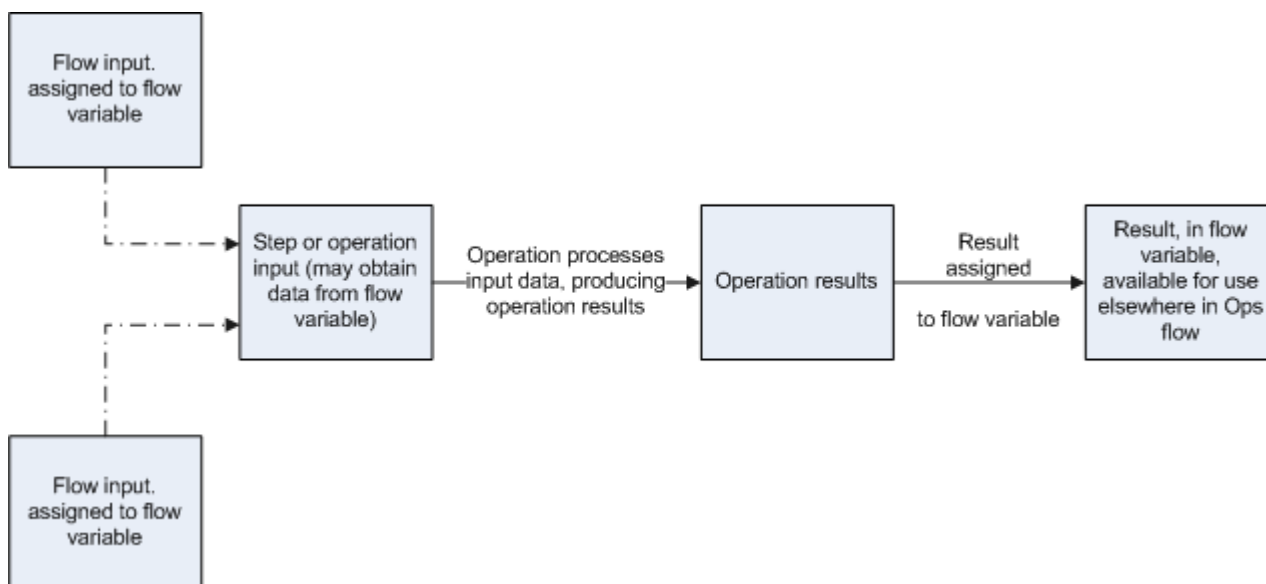 Flow input.
assigned to flow
variable
Step or operation
input (may obtain
data from flow
variable)
Operation processes
input data, producing
operation results
Operation results
Result
assigned
to flow variable
Result, in flow
variable,
available for use
elsewhere in Ops
flow
Flow input.
assigned to flow
variable